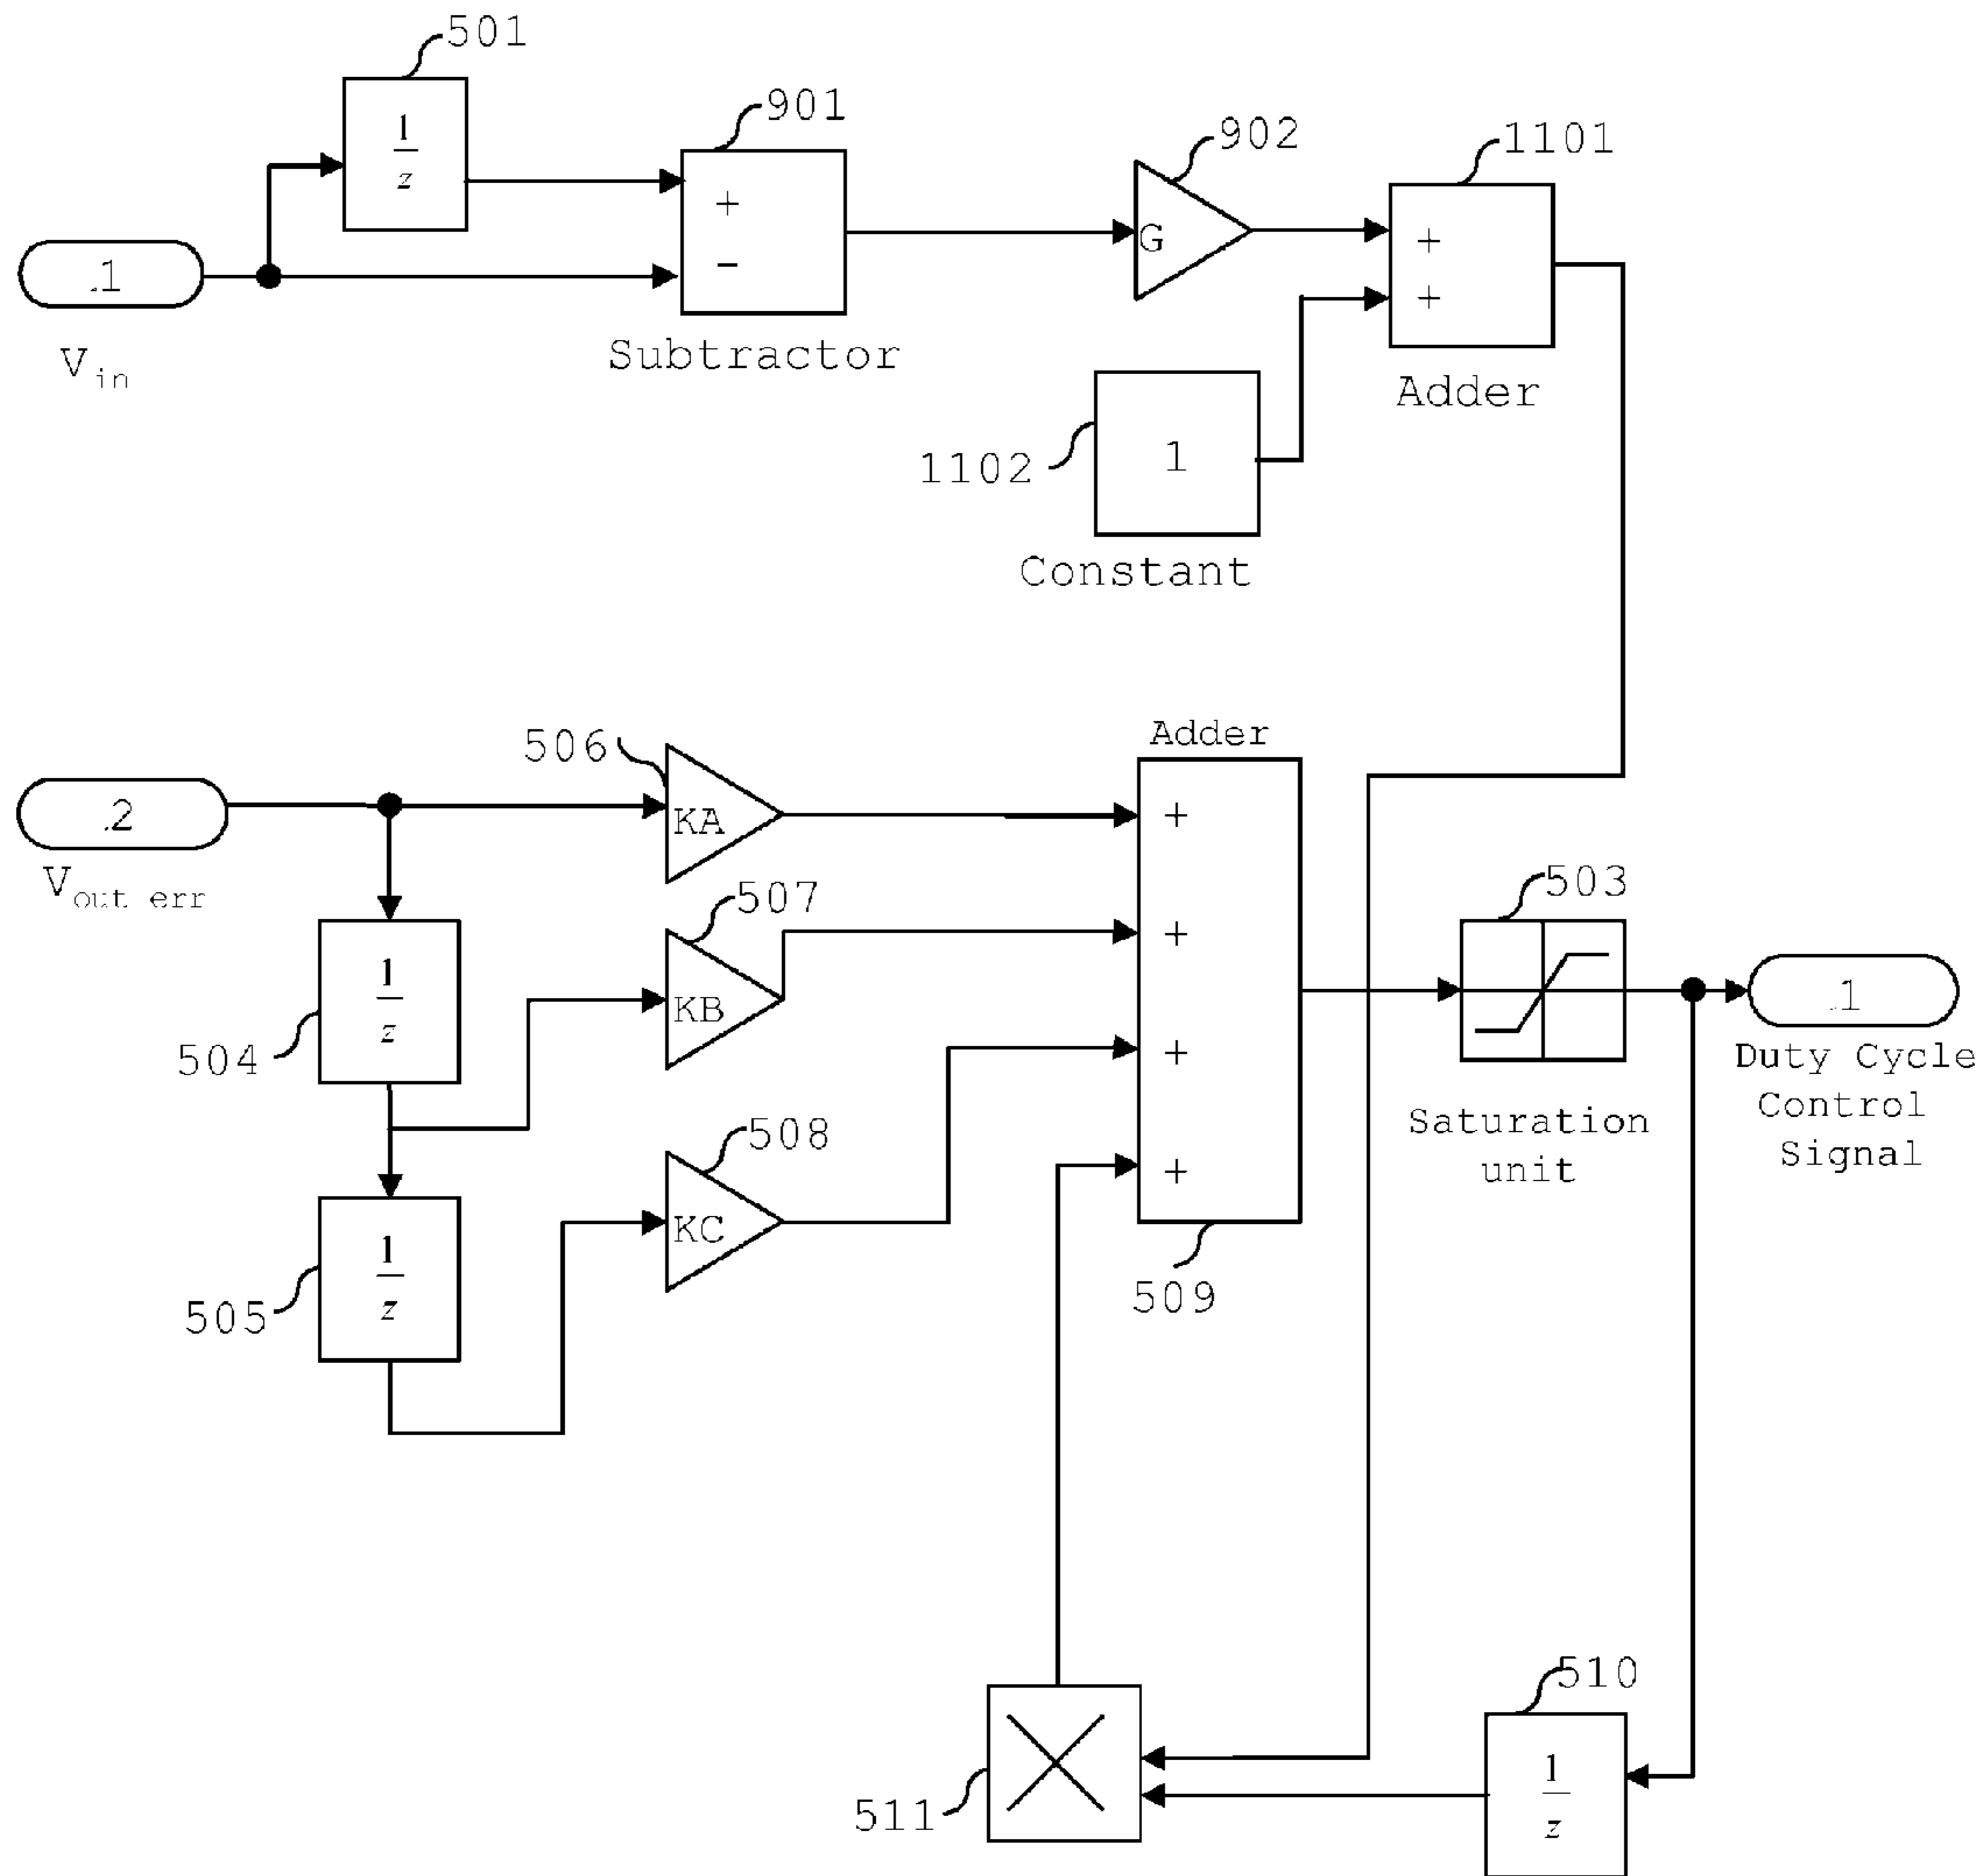 501
1
z
901
+
-
Subtractor
902
G
1101
+
+
Adder
1
V in
1102
1
Constant
Adder
506
KA
+
2
V out err
507
KB
+
503
504
1
z
+
1
Duty Cycle
Control
Signal
Saturation
unit
508
KC
+
505
1
z
509
510
1
z
511